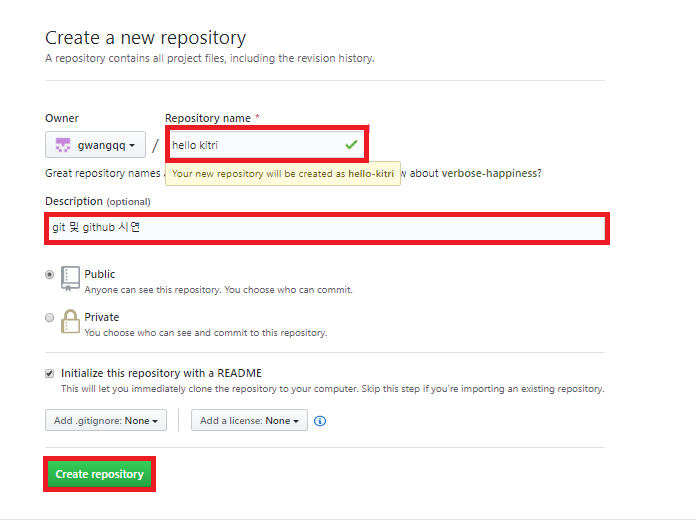 Create a new repository
A repository contains all project files, including the revision history.
Owner
Repository name *
gwangqq
/
hello kitri
Great repository names
Your new repository will be created as hello-kitri
about verbose-happiness?
Description (optional)
git 및 github 시연
Public
Anyone can see this repository. You choose who can commit.
Private
You choose who can see and commit to this repository.
Initialize this repository with a README
This will let you immediately clone the repository to your computer. Skip this step if you're importing an existing repository.
Add .gitignore: None
Add a license: None
Create repository